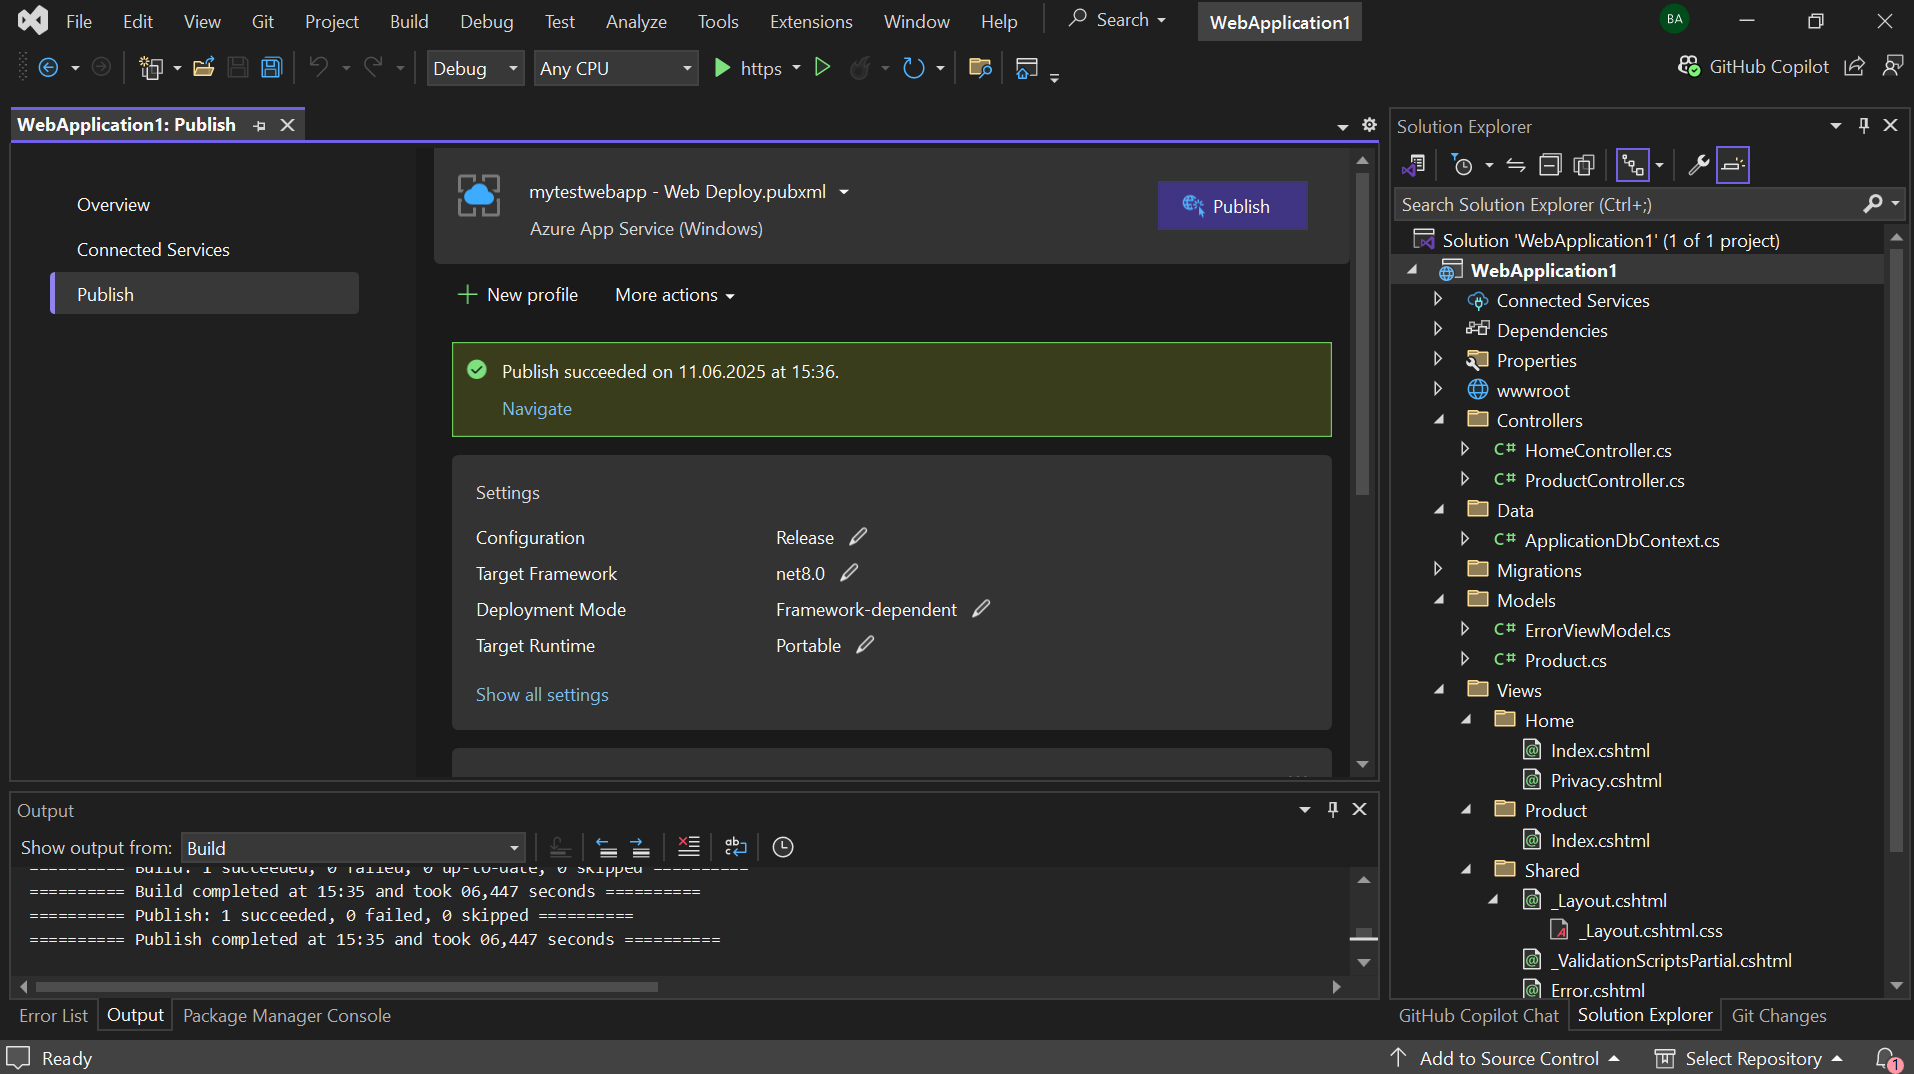 File Edit View Git Project Build Debug Test Analyze Tools Extensions Window Help Search WebApplication1 BA
Debug Any CPU https GitHub Copilot
WebApplication1: Publish
Overview
Connected Services
Publish
mytestwebapp - Web Deploy.pubxml
Azure App Service (Windows)
Publish
New profile More actions
Publish succeeded on 11.06.2025 at 15:36.
Navigate
Settings
Configuration Release
Target Framework net8.0
Deployment Mode Framework-dependent
Target Runtime Portable
Show all settings
Output
Show output from: Build
========== Build: 1 succeeded, 0 failed, 0 up-to-date, 0 skipped ==========
========== Build completed at 15:35 and took 06,447 seconds ==========
========== Publish: 1 succeeded, 0 failed, 0 skipped ==========
========== Publish completed at 15:35 and took 06,447 seconds ==========
Error List Output Package Manager Console
Solution Explorer
Search Solution Explorer (Ctrl+;)
Solution 'WebApplication1' (1 of 1 project)
WebApplication1
Connected Services
Dependencies
Properties
wwwroot
Controllers
C# HomeController.cs
C# ProductController.cs
Data
C# ApplicationDbContext.cs
Migrations
Models
C# ErrorViewModel.cs
C# Product.cs
Views
Home
Index.cshtml
Privacy.cshtml
Product
Index.cshtml
Shared
_Layout.cshtml
_Layout.cshtml.css
_ValidationScriptsPartial.cshtml
Error.cshtml
GitHub Copilot Chat Solution Explorer Git Changes
Ready Add to Source Control Select Repository 1